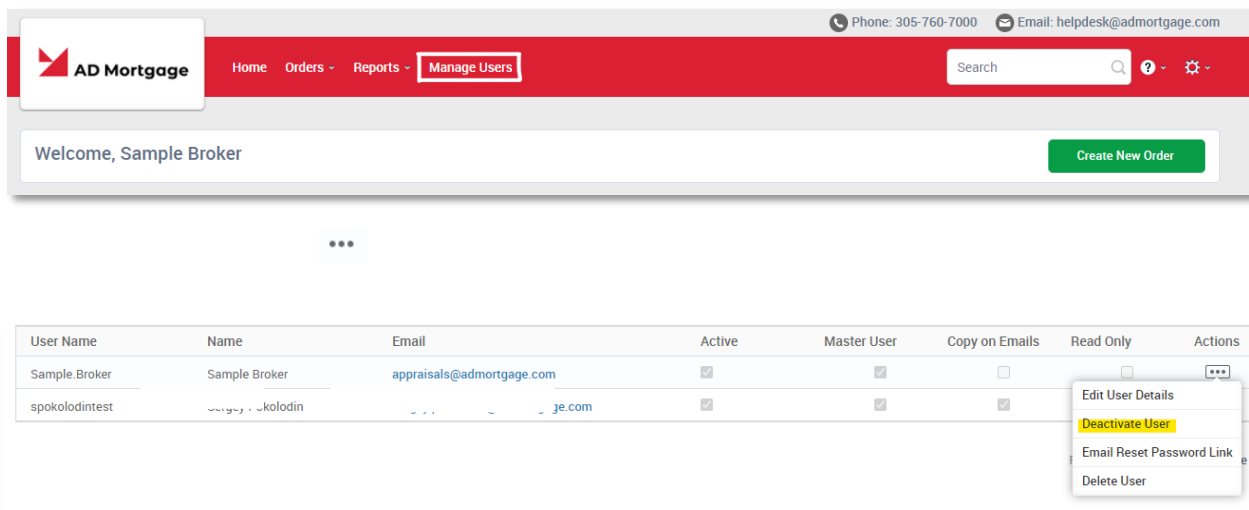 Phone: 305-760-7000 Email: helpdesk@admortgage.com
AD Mortgage Home Orders Reports Manage Users Search ?
Welcome, Sample Broker Create New Order
User Name Name Email Active Master User Copy on Emails Read Only Actions
Sample.Broker Sample Broker appraisals@admortgage.com
spokolodintest
Edit User Details
Deactivate User
Email Reset Password Link
Delete User